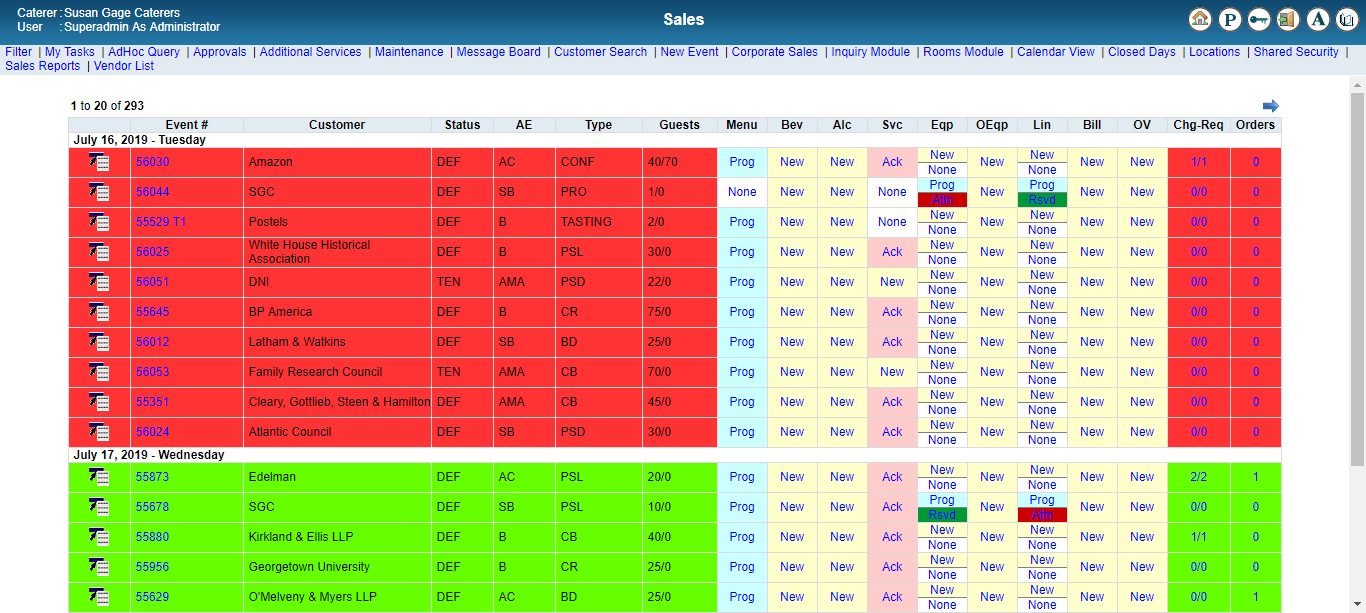 Caterer : Susan Gage Caterers
User : Superadmin As Administrator
Sales
P
A
Filter | My Tasks | AdHoc Query | Approvals | Additional Services | Maintenance | Message Board | Customer Search | New Event | Corporate Sales | Inquiry Module | Rooms Module | Calendar View | Closed Days | Locations | Shared Security |
Sales Reports | Vendor List
1 to 20 of 293
Event # Customer Status AE Type Guests Menu Bev Alc Svc Eqp OEqp Lin Bill OV Chg-Req Orders
July 16, 2019 - Tuesday
56030 Amazon DEF AC CONF 40/70 Prog New New Ack New None New New None New New 1/1 0
56044 SGC DEF SB PRO 1/0 None New New None Prog Attn New Prog Rsvd New New 0/0 0
55529 T1 Postels DEF B TASTING 2/0 Prog New New None New None New New None New New 0/0 0
56025 White House Historical Association DEF B PSL 30/0 Prog New New Ack New None New New None New New 0/0 0
56051 DNI TEN AMA PSD 22/0 Prog New New New New None New New None New New 0/0 0
55645 BP America DEF B CR 75/0 Prog New New Ack New None New New None New New 0/0 0
56012 Latham & Watkins DEF SB BD 25/0 Prog New New Ack New None New New None New New 0/0 0
56053 Family Research Council TEN AMA CB 70/0 Prog New New New New None New New None New New 0/0 0
55351 Cleary, Gottlieb, Steen & Hamilton DEF AMA CB 45/0 Prog New New Ack New None New New None New New 0/0 0
56024 Atlantic Council DEF SB PSD 30/0 Prog New New Ack New None New New None New New 0/0 0
July 17, 2019 - Wednesday
55873 Edelman DEF AC PSL 20/0 Prog New New Ack New None New New None New New 2/2 1
55678 SGC DEF SB PSL 10/0 Prog New New Ack Prog Rsvd New Prog Attn New New 0/0 0
55880 Kirkland & Ellis LLP DEF B CB 40/0 Prog New New Ack New None New New None New New 1/1 0
55956 Georgetown University DEF B CR 25/0 Prog New New Ack New None New New None New New 0/0 0
55629 O'Melveny & Myers LLP DEF AC BD 25/0 Prog New New Ack New None New New None New New 0/0 1